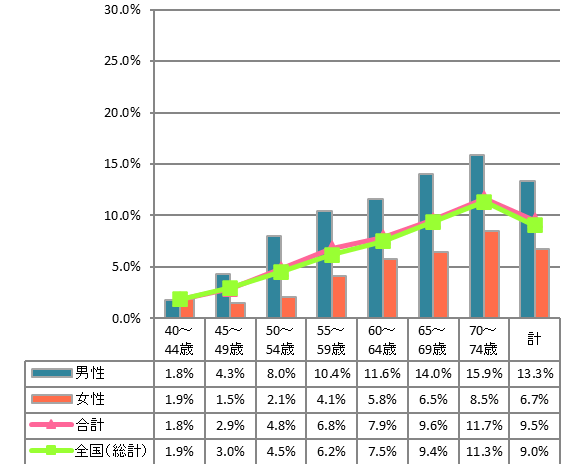 30.0%
25.0%
20.0%
15.0%
10.0%
5.0%
0.0%
40～ 45～ 50～ 55～ 60～ 65～ 70～ 計
44歳 49歳 54歳 59歳 64歳 69歳 74歳
男性 1.8% 4.3% 8.0% 10.4% 11.6% 14.0% 15.9% 13.3%
女性 1.9% 1.5% 2.1% 4.1% 5.8% 6.5% 8.5% 6.7%
合計 1.8% 2.9% 4.8% 6.8% 7.9% 9.6% 11.7% 9.5%
全国(総計) 1.9% 3.0% 4.5% 6.2% 7.5% 9.4% 11.3% 9.0%